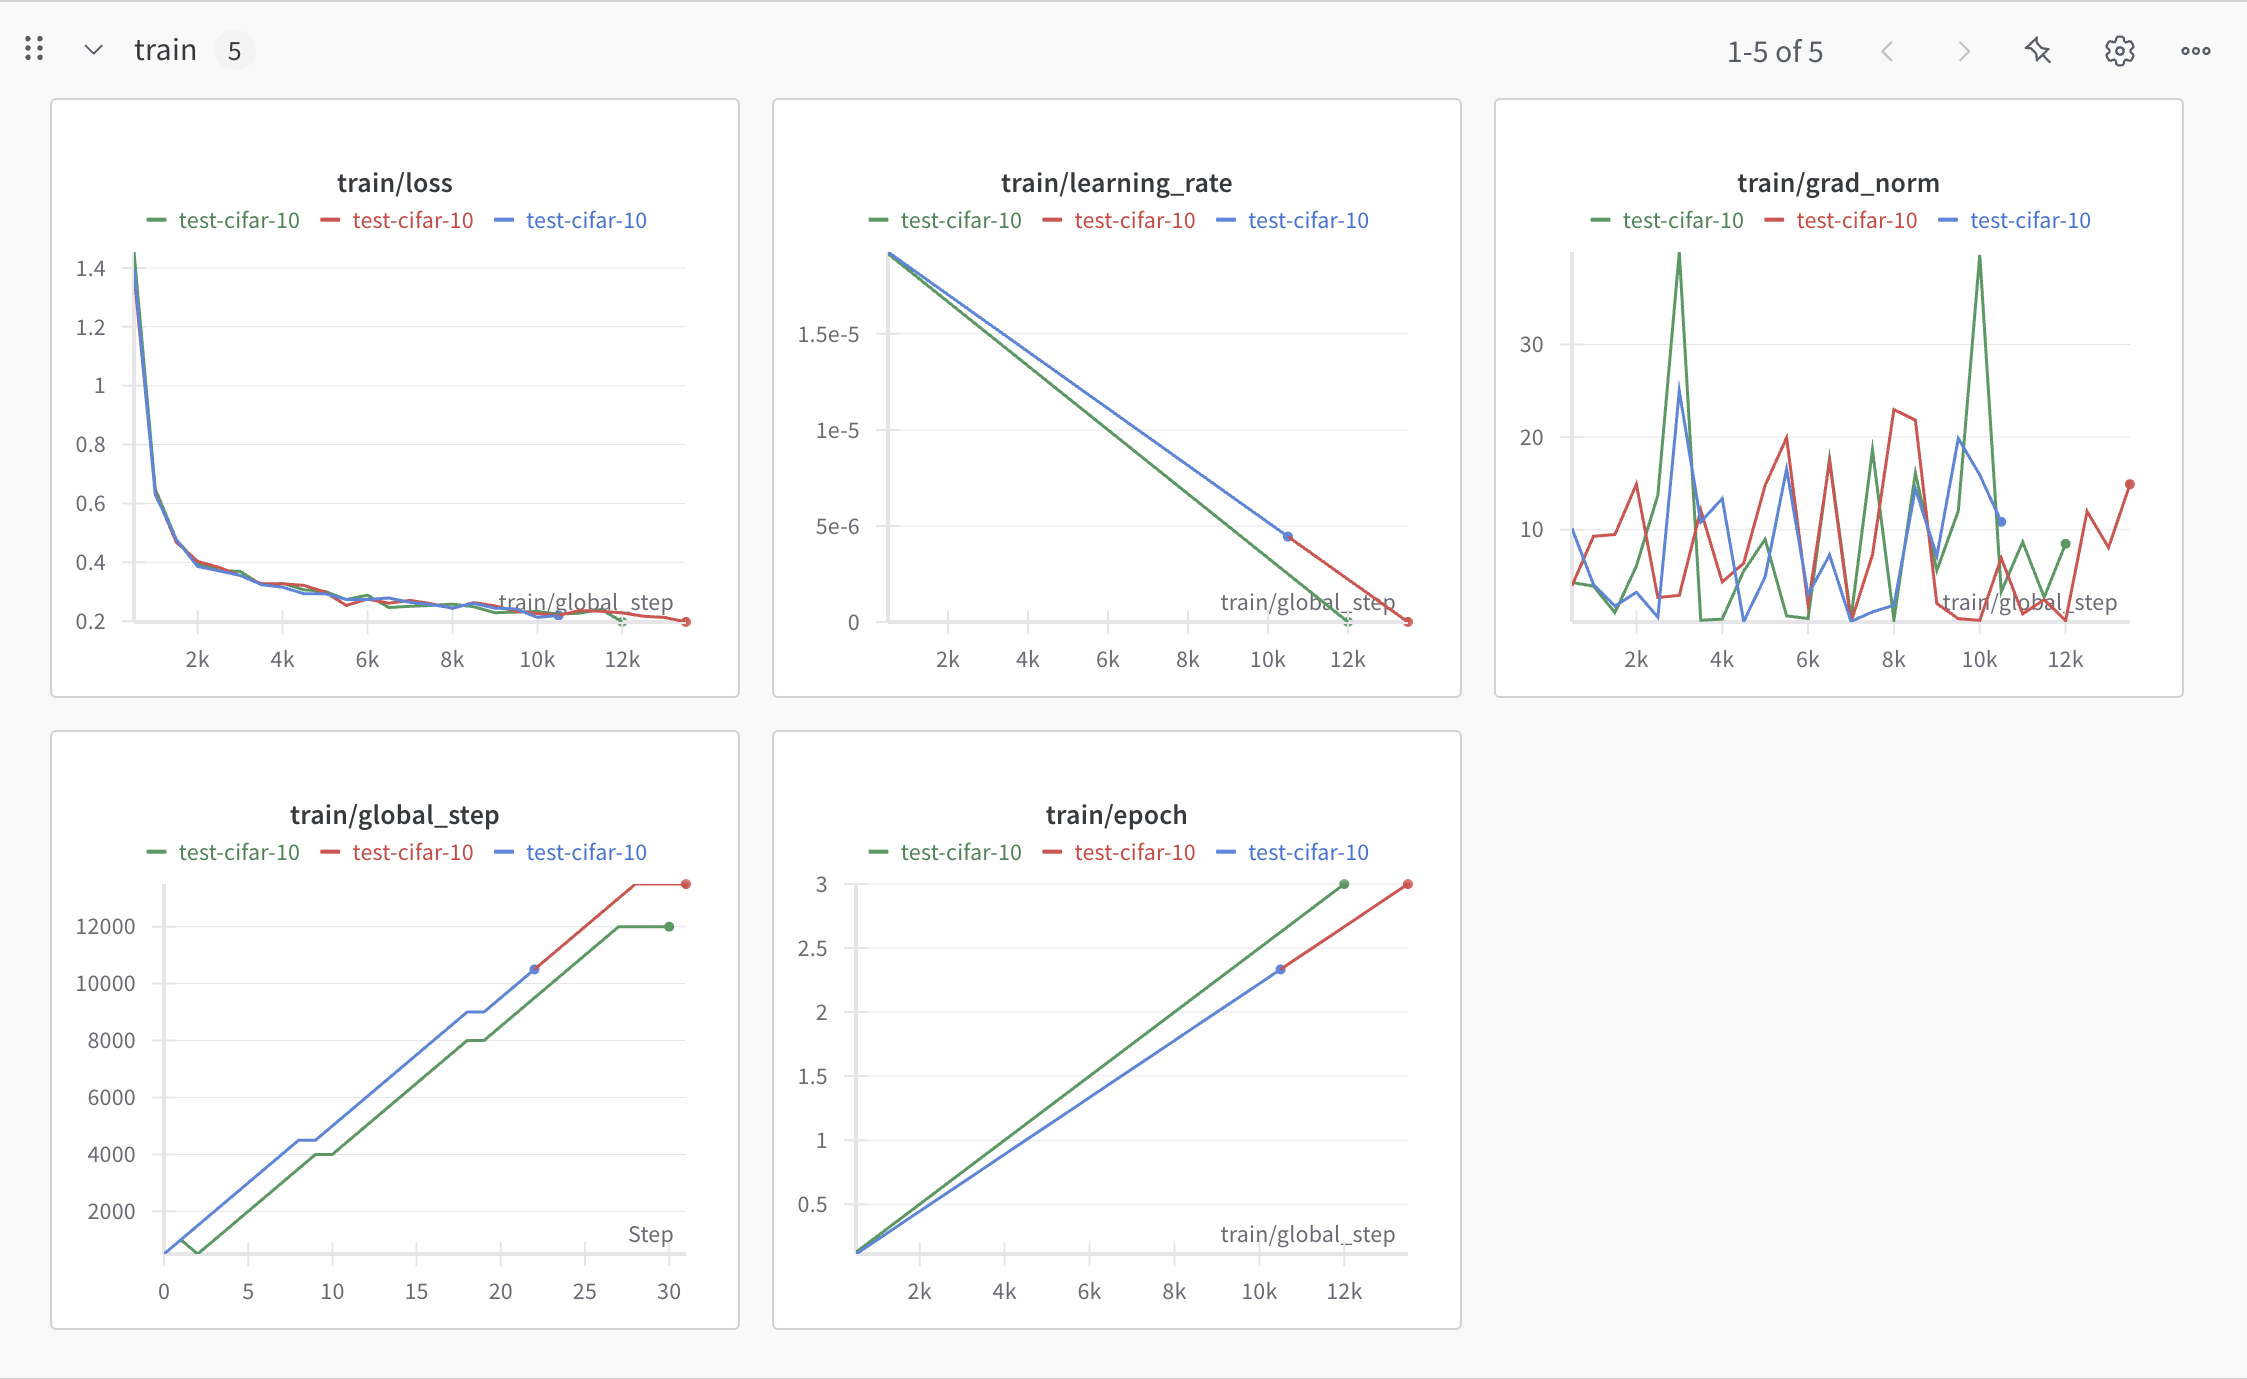 train 5
1-5 of 5
train/loss
test-cifar-10 test-cifar-10 test-cifar-10
1.4
1.2
1
0.8
0.6
0.4
0.2
train/global_step
2k 4k 6k 8k 10k 12k
train/learning_rate
test-cifar-10 test-cifar-10 test-cifar-10
1.5e-5
1e-5
5e-6
0
train/global_step
2k 4k 6k 8k 10k 12k
train/grad_norm
test-cifar-10 test-cifar-10 test-cifar-10
30
20
10
train/global_step
2k 4k 6k 8k 10k 12k
train/global_step
test-cifar-10 test-cifar-10 test-cifar-10
12000
10000
8000
6000
4000
2000
Step
0 5 10 15 20 25 30
train/epoch
test-cifar-10 test-cifar-10 test-cifar-10
3
2.5
2
1.5
1
0.5
train/global_step
2k 4k 6k 8k 10k 12k